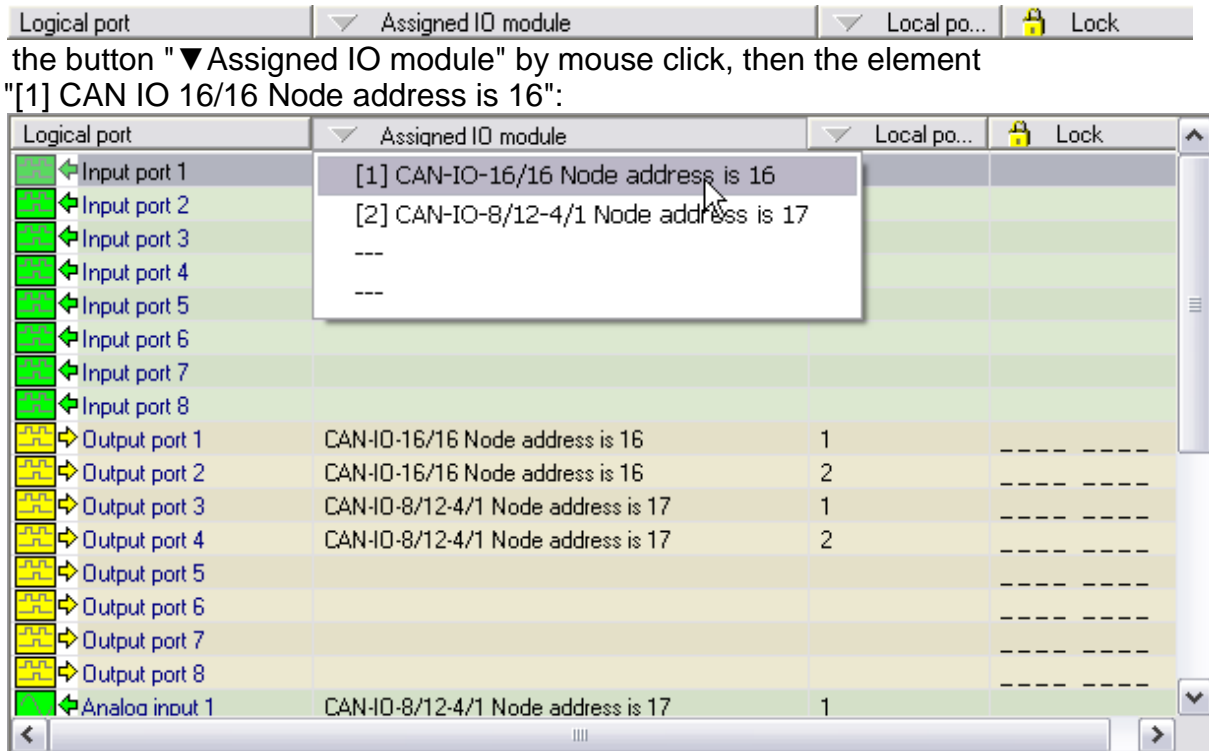 Logical port Assigned IO module Local po... Lock
the button "▼Assigned IO module" by mouse click, then the element
"[1] CAN IO 16/16 Node address is 16":
Logical port Assigned IO module Local po... Lock
Input port 1 [1] CAN-IO-16/16 Node address is 16
Input port 2 [2] CAN-IO-8/12-4/1 Node address is 17
Input port 3 ---
Input port 4
Input port 5 ---
Input port 6
Input port 7
Input port 8
Output port 1 CAN-IO-16/16 Node address is 16 1 _ _ _ _ _ _ _ _
Output port 2 CAN-IO-16/16 Node address is 16 2 _ _ _ _ _ _ _ _
Output port 3 CAN-IO-8/12-4/1 Node address is 17 1 _ _ _ _ _ _ _ _
Output port 4 CAN-IO-8/12-4/1 Node address is 17 2 _ _ _ _ _ _ _ _
Output port 5 _ _ _ _ _ _ _ _
Output port 6 _ _ _ _ _ _ _ _
Output port 7 _ _ _ _ _ _ _ _
Output port 8 _ _ _ _ _ _ _ _
Analog input 1 CAN-IO-8/12-4/1 Node address is 17 1